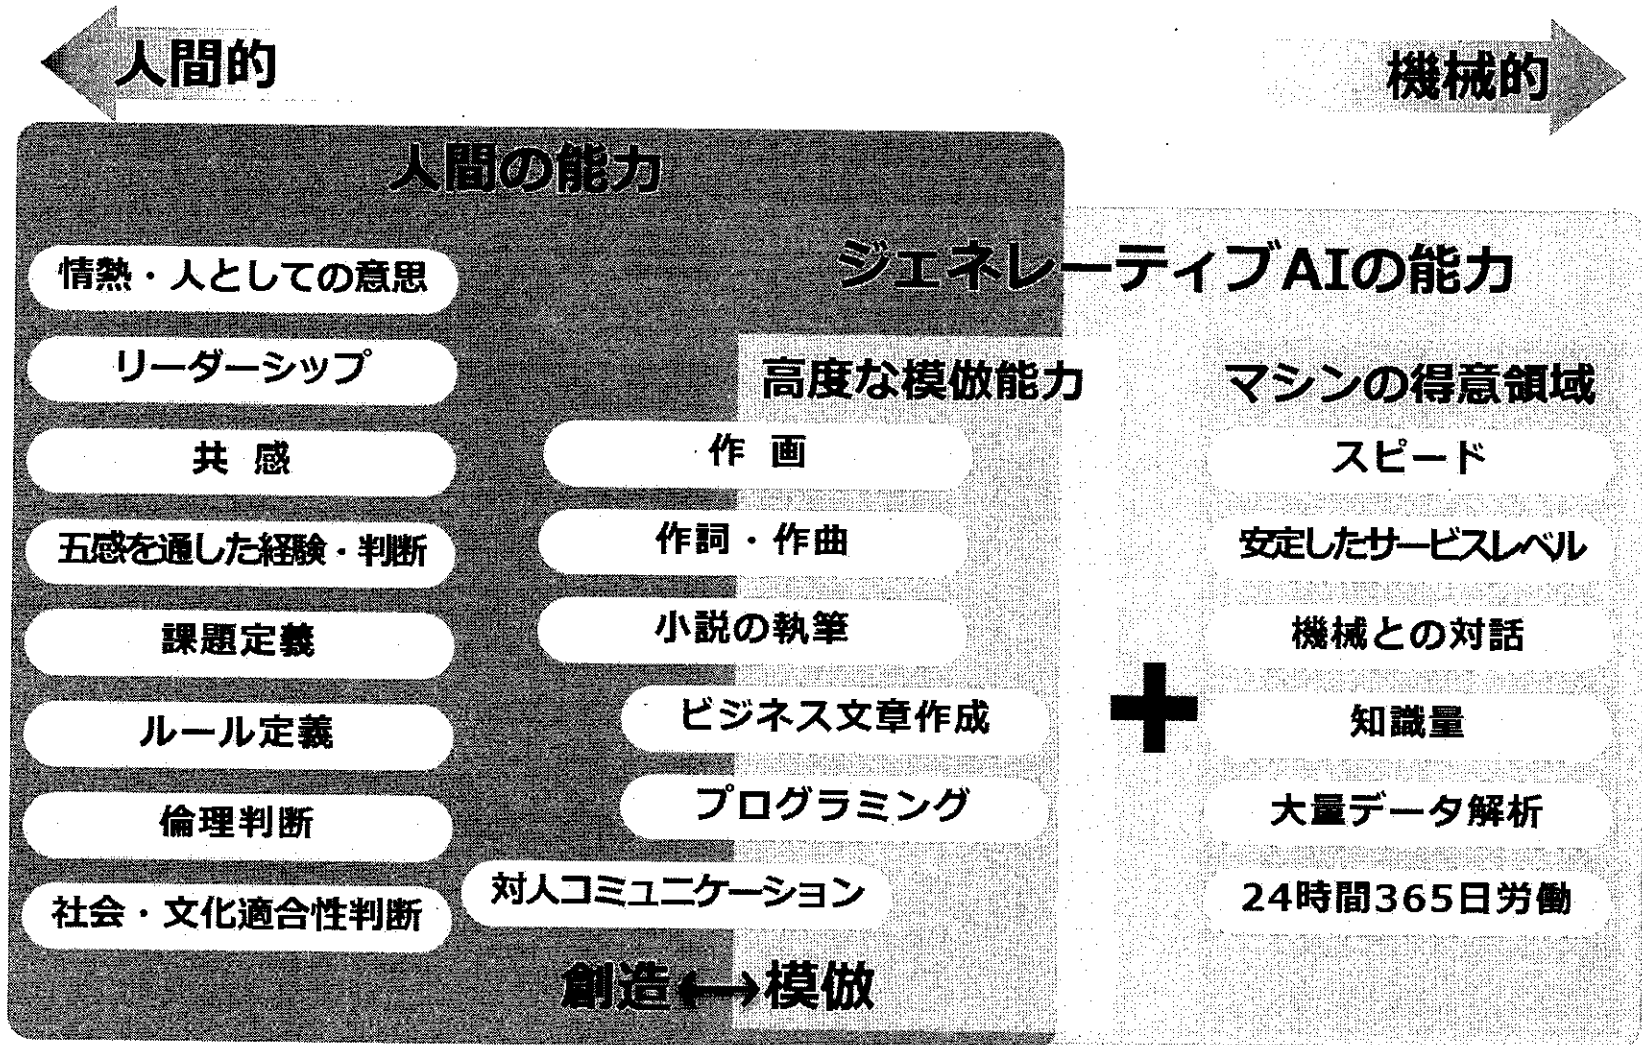 人間的
機械的
人間の能力
ジェネレーティブAIの能力
情熱・人としての意思
リーダーシップ
共感
五感を通した経験・判断
課題定義
ルール定義
倫理判断
社会・文化適合性判断
高度な模倣能力
作画
作詞・作曲
小説の執筆
ビジネス文章作成
プログラミング
対人コミュニケーション
創造⟷模倣
+
マシンの得意領域
スピード
安定したサービスレベル
機械との対話
知識量
大量データ解析
24時間365日労働